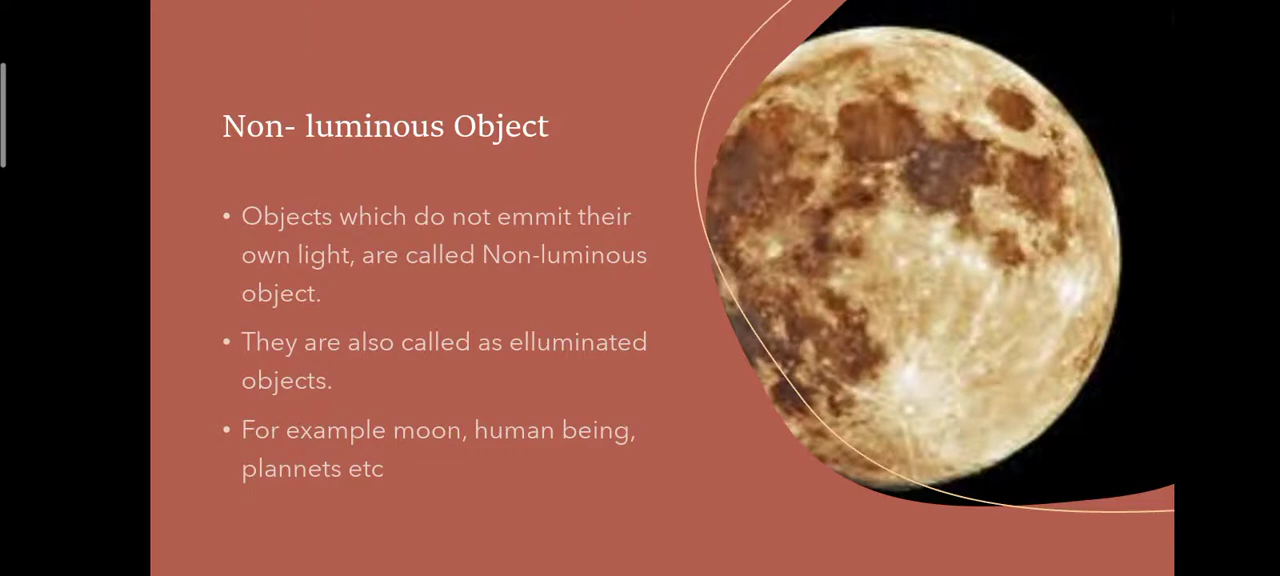 Non- luminous Object
• Objects which do not emmit their
own light, are called Non-luminous
object.
• They are also called as elluminated
objects.
• For example moon, human being,
plannets etc